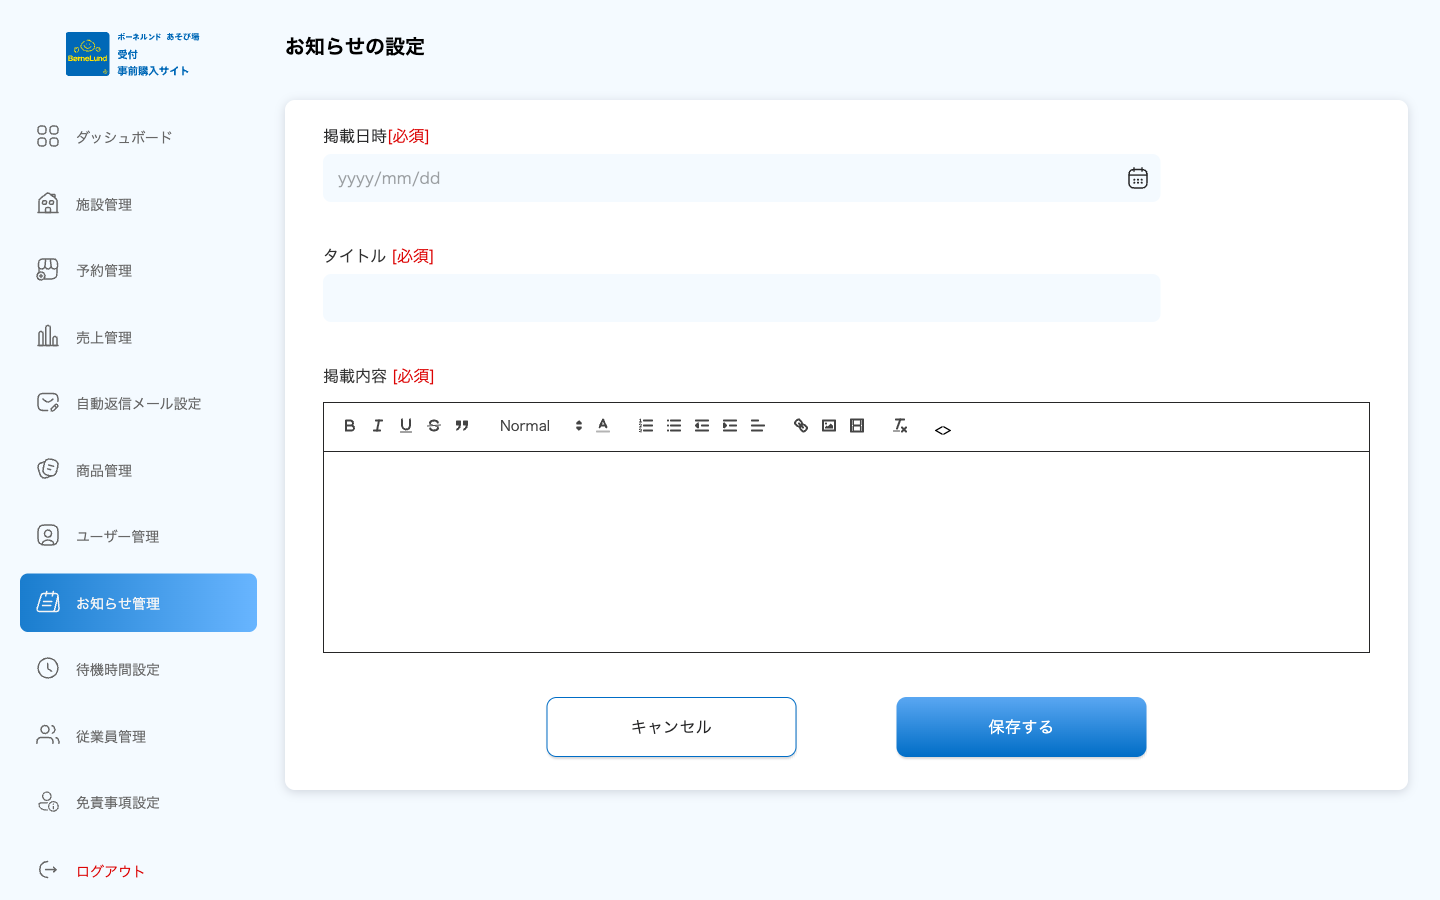 ボーネルンド あそび場
受付
事前購入サイト
BørneLund
お知らせの設定
ダッシュボード
施設管理
予約管理
売上管理
自動返信メール設定
商品管理
ユーザー管理
お知らせ管理
待機時間設定
従業員管理
免責事項設定
ログアウト
掲載日時[必須]
yyyy/mm/dd
タイトル [必須]
掲載内容 [必須]
Normal
キャンセル
保存する